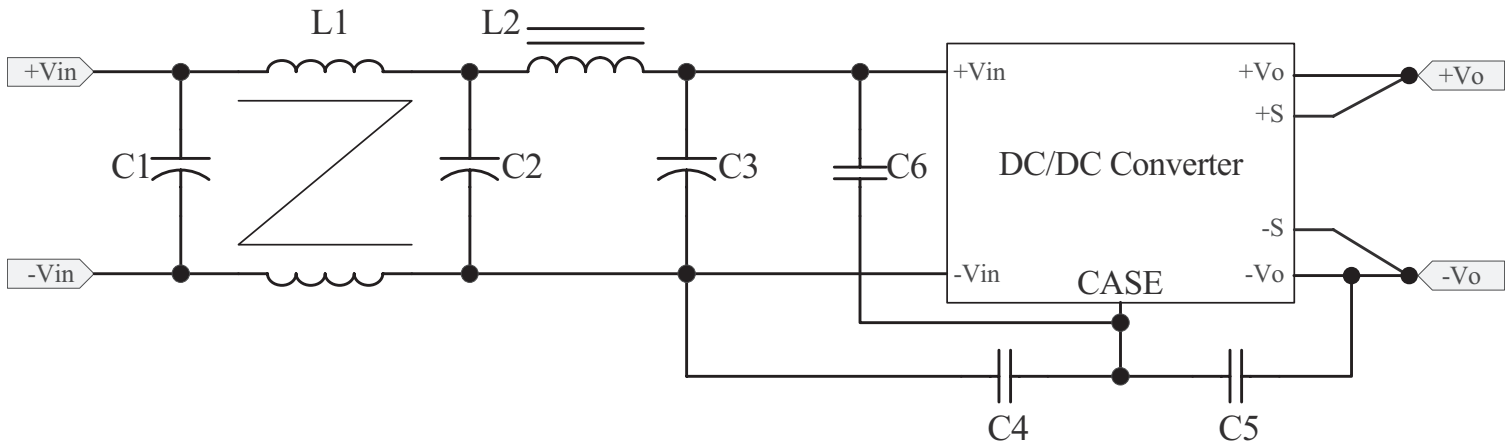 L1
L2
+Vin
+Vin
+Vo
+Vo
+S
C1
C2
C3
C6
DC/DC Converter
-S
-Vin
-Vin
-Vo
-Vo
CASE
C4
C5